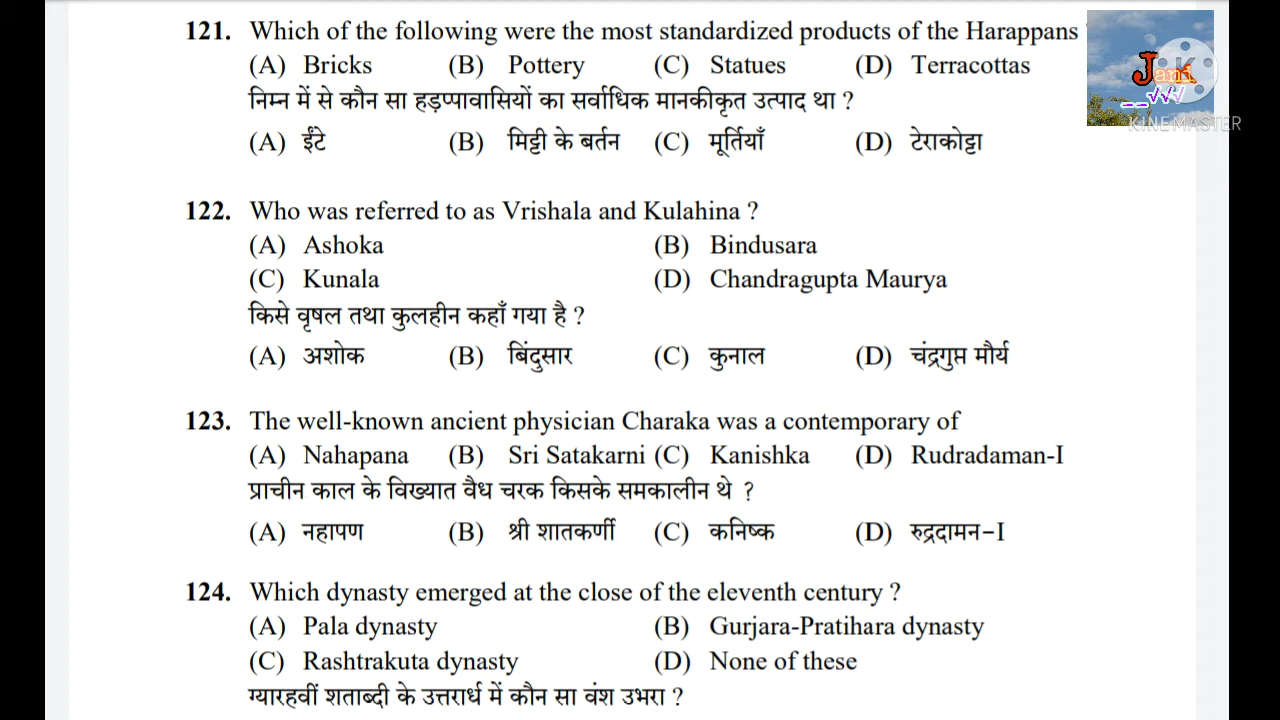 121. Which of the following were the most standardized products of the Harappans
(A) Bricks (B) Pottery (C) Statues (D) Terracottas
निम्न में से कौन सा हड़प्पावासियों का सर्वाधिक मानकीकृत उत्पाद था ?
(A) ईंटे (B) मिट्टी के बर्तन (C) मूर्तियाँ (D) टेराकोट्टा
122. Who was referred to as Vrishala and Kulahina ?
(A) Ashoka (B) Bindusara
(C) Kunala (D) Chandragupta Maurya
किसे वृषल तथा कुलहीन कहाँ गया है ?
(A) अशोक (B) बिंदुसार (C) कुनाल (D) चंद्रगुप्त मौर्य
123. The well-known ancient physician Charaka was a contemporary of
(A) Nahapana (B) Sri Satakarni (C) Kanishka (D) Rudradaman-I
प्राचीन काल के विख्यात वैध चरक किसके समकालीन थे ?
(A) नहापण (B) श्री शातकर्णी (C) कनिष्क (D) रुद्रदामन-I
124. Which dynasty emerged at the close of the eleventh century ?
(A) Pala dynasty (B) Gurjara-Pratihara dynasty
(C) Rashtrakuta dynasty (D) None of these
ग्यारहवीं शताब्दी के उत्तरार्ध में कौन सा वंश उभरा ?
KINEMASTER